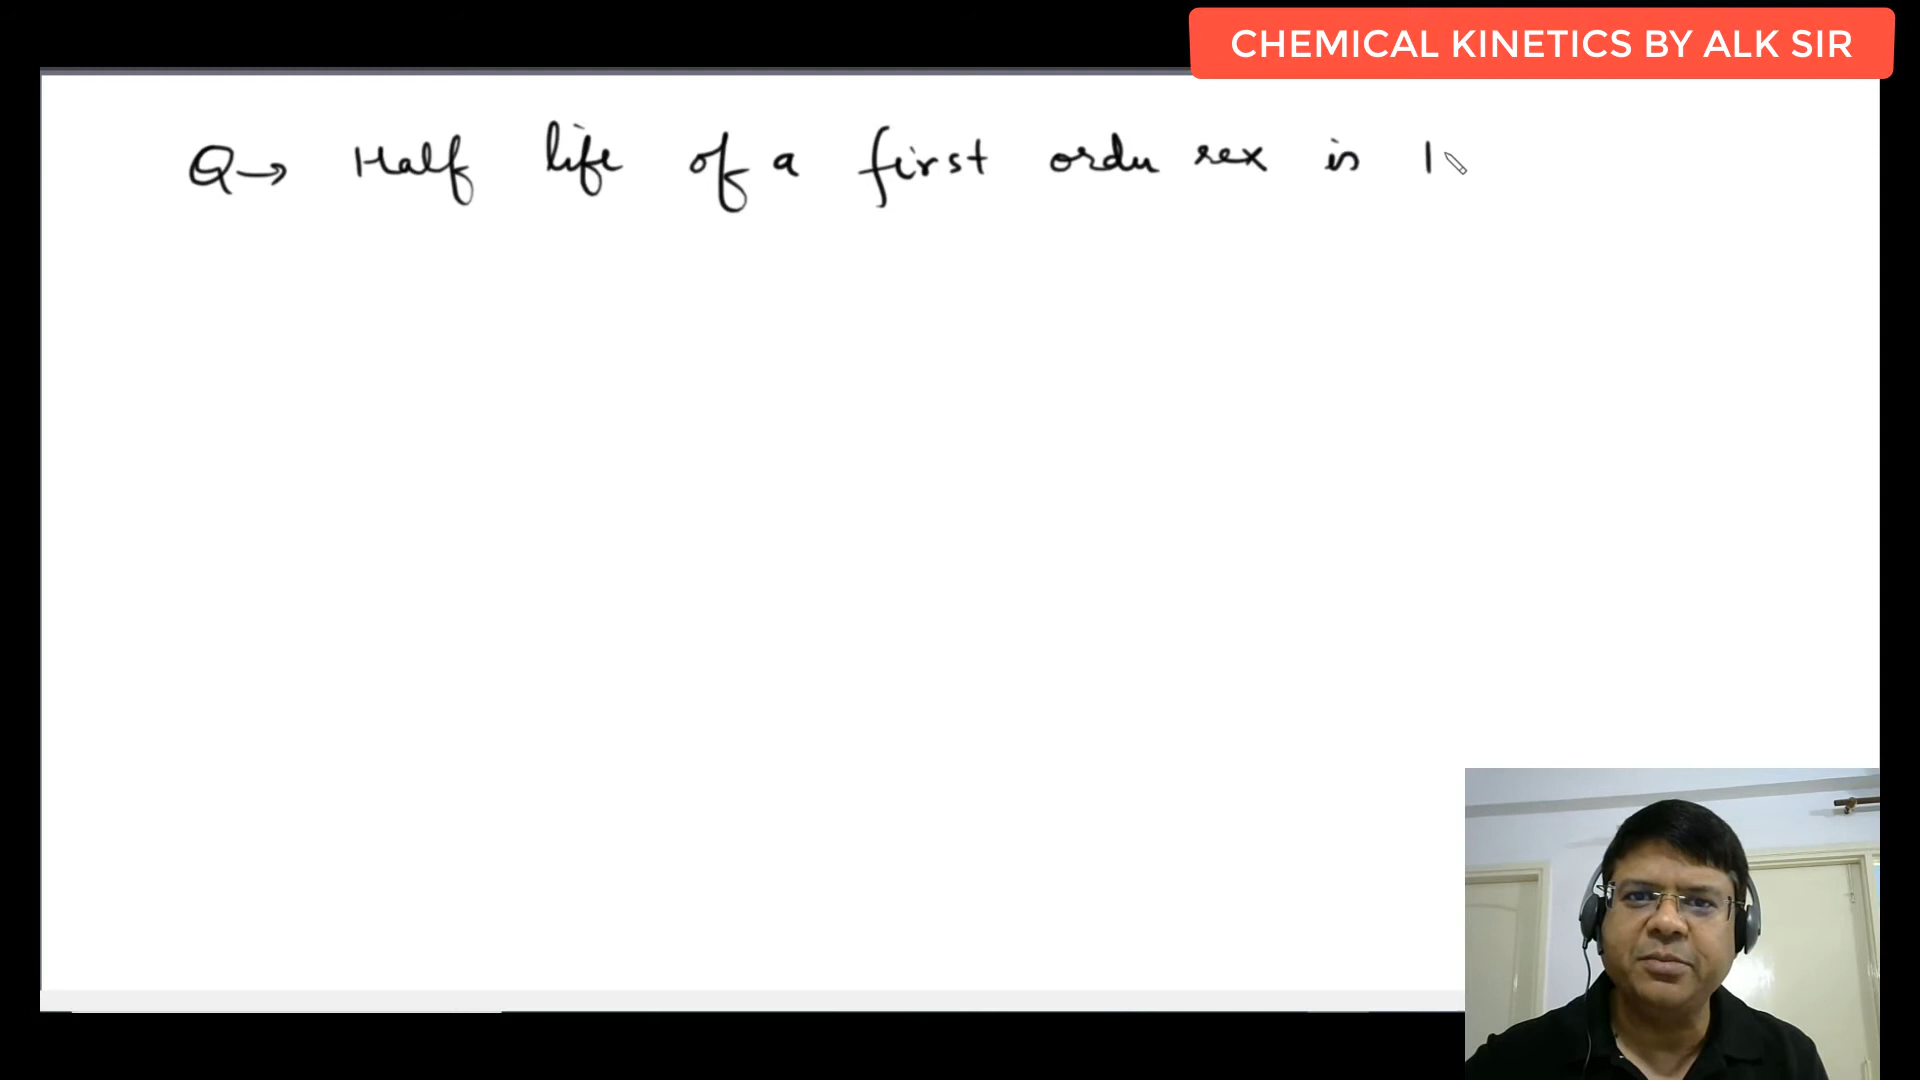 CHEMICAL KINETICS BY ALK SIR
Q→ Half life of a first order rex is 1